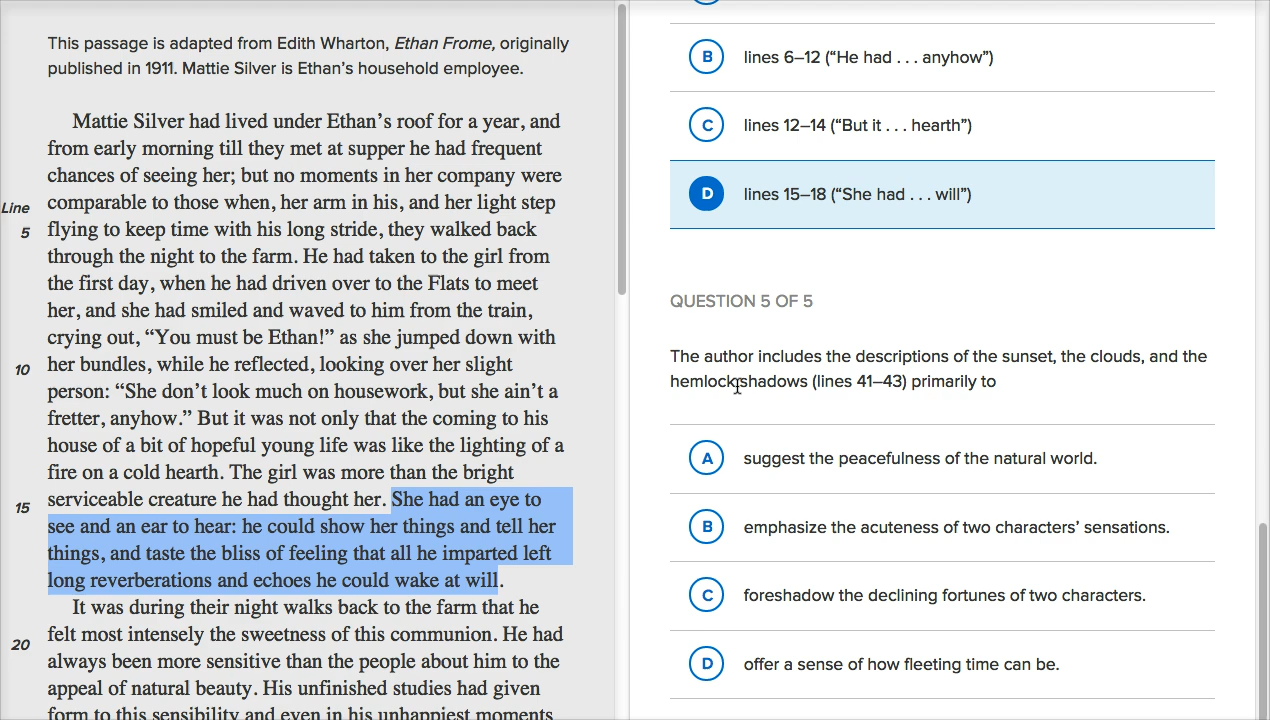 This passage is adapted from Edith Wharton, Ethan Frome, originally
published in 1911. Mattie Silver is Ethan's household employee.
Mattie Silver had lived under Ethan's roof for a year, and
from early morning till they met at supper he had frequent
chances of seeing her; but no moments in her company were
Line comparable to those when, her arm in his, and her light step
5 flying to keep time with his long stride, they walked back
through the night to the farm. He had taken to the girl from
the first day, when he had driven over to the Flats to meet
her, and she had smiled and waved to him from the train,
crying out, “You must be Ethan!” as she jumped down with
10 her bundles, while he reflected, looking over her slight
person: “She don't look much on housework, but she ain't a
fretter, anyhow.” But it was not only that the coming to his
house of a bit of hopeful young life was like the lighting of a
fire on a cold hearth. The girl was more than the bright
15 serviceable creature he had thought her. She had an eye to
see and an ear to hear: he could show her things and tell her
things, and taste the bliss of feeling that all he imparted left
long reverberations and echoes he could wake at will.
It was during their night walks back to the farm that he
20 felt most intensely the sweetness of this communion. He had
always been more sensitive than the people about him to the
appeal of natural beauty. His unfinished studies had given
form to this sensibility and even in his unhappiest moments
B lines 6–12 (“He had . . . anyhow”)
C lines 12–14 (“But it . . . hearth”)
D lines 15–18 (“She had . . . will”)
QUESTION 5 OF 5
The author includes the descriptions of the sunset, the clouds, and the
hemlock shadows (lines 41–43) primarily to
A suggest the peacefulness of the natural world.
B emphasize the acuteness of two characters' sensations.
C foreshadow the declining fortunes of two characters.
D offer a sense of how fleeting time can be.